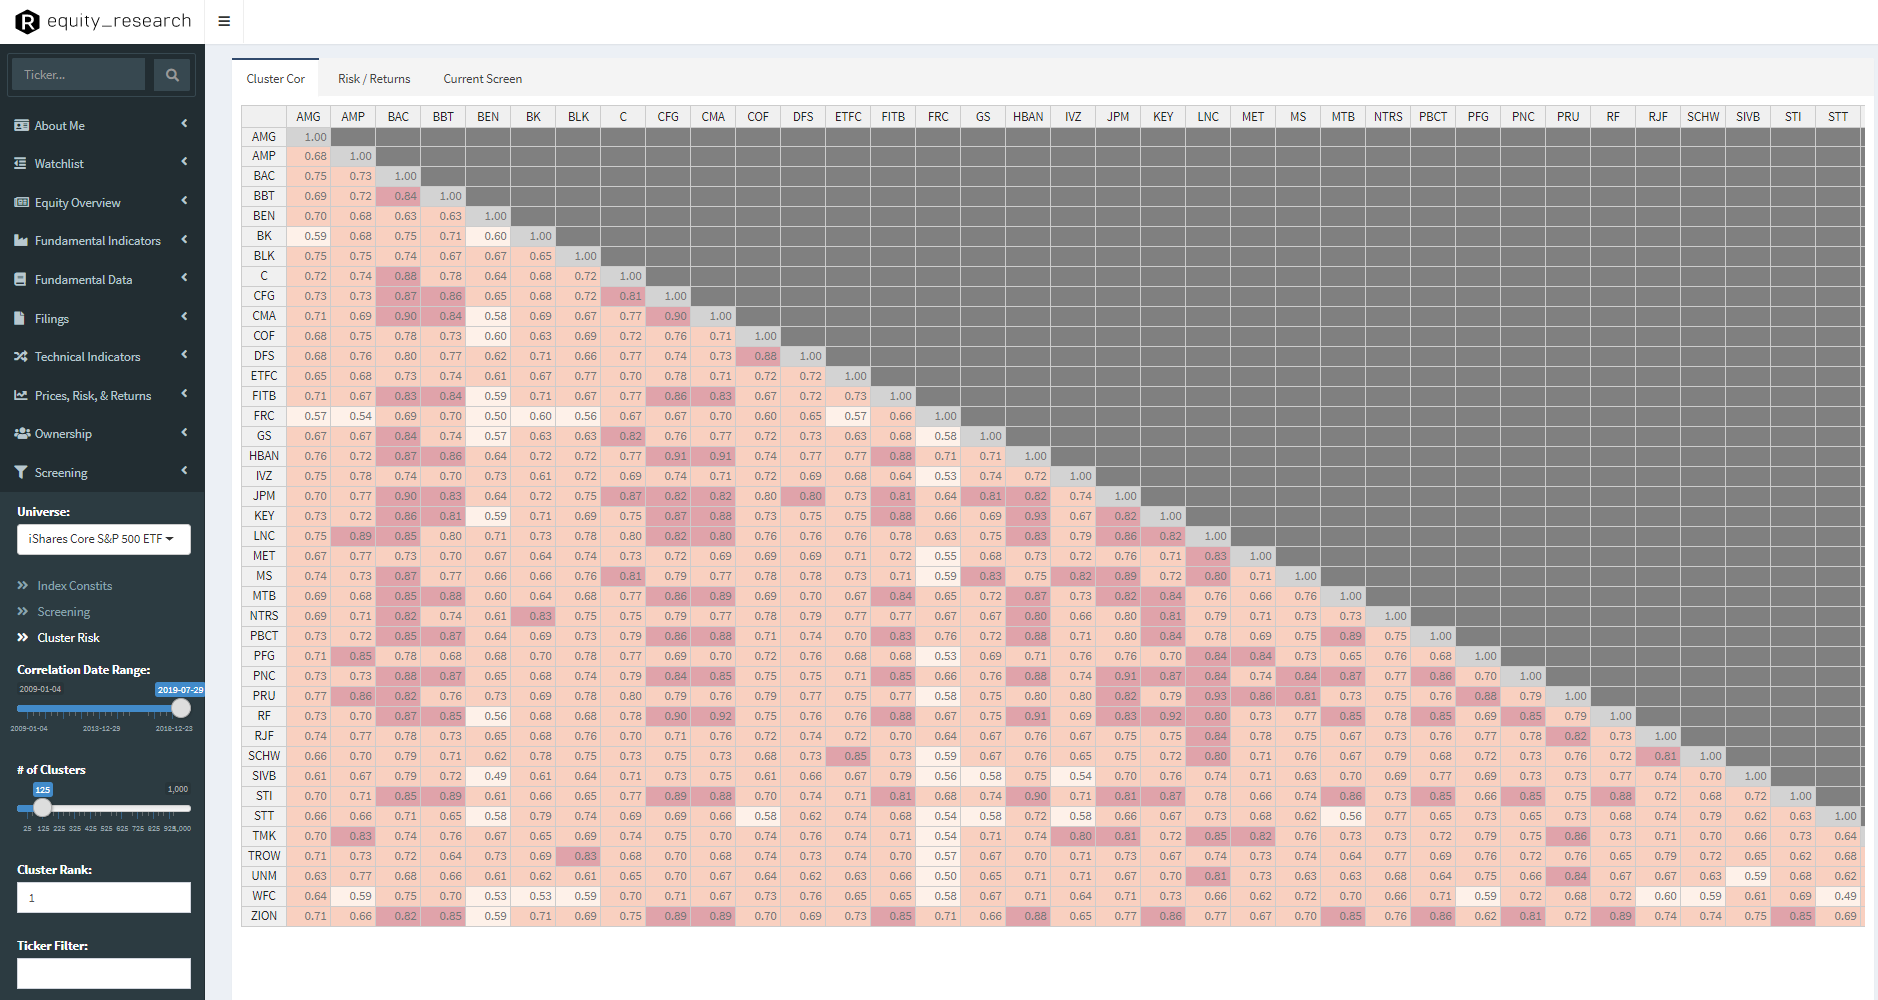 equity_research
Ticker...
About Me
Watchlist
Equity Overview
Fundamental Indicators
Fundamental Data
Filings
Technical Indicators
Prices, Risk, & Returns
Ownership
Screening
Universe:
iShares Core S&P 500 ETF
Index Constits
Screening
Cluster Risk
Correlation Date Range:
2009-01-04 2019-07-29
2009-01-04 2013-12-29 2018-12-23
# of Clusters
125 1,000
25 125 225 325 425 525 625 725 825 925 1,000
Cluster Rank:
1
Ticker Filter:
Cluster Cor Risk / Returns Current Screen
AMG AMP BAC BBT BEN BK BLK C CFG CMA COF DFS ETFC FITB FRC GS HBAN IVZ JPM KEY LNC MET MS MTB NTRS PBCT PFG PNC PRU RF RJF SCHW SIVB STI STT
AMG 1.00
AMP 0.68 1.00
BAC 0.75 0.73 1.00
BBT 0.69 0.72 0.84 1.00
BEN 0.70 0.68 0.63 0.63 1.00
BK 0.59 0.68 0.75 0.71 0.60 1.00
BLK 0.75 0.75 0.74 0.67 0.67 0.65 1.00
C 0.72 0.74 0.88 0.78 0.64 0.68 0.72 1.00
CFG 0.73 0.73 0.87 0.86 0.65 0.68 0.72 0.81 1.00
CMA 0.71 0.69 0.90 0.84 0.58 0.69 0.67 0.77 0.90 1.00
COF 0.68 0.75 0.78 0.73 0.60 0.63 0.69 0.72 0.76 0.71 1.00
DFS 0.68 0.76 0.80 0.77 0.62 0.71 0.66 0.77 0.74 0.73 0.88 1.00
ETFC 0.65 0.68 0.73 0.74 0.61 0.67 0.77 0.70 0.78 0.71 0.72 0.72 1.00
FITB 0.71 0.67 0.83 0.84 0.59 0.71 0.67 0.77 0.86 0.83 0.67 0.72 0.73 1.00
FRC 0.57 0.54 0.69 0.70 0.50 0.60 0.56 0.67 0.67 0.70 0.60 0.65 0.57 0.66 1.00
GS 0.67 0.67 0.84 0.74 0.57 0.63 0.63 0.82 0.76 0.77 0.72 0.73 0.63 0.68 0.58 1.00
HBAN 0.76 0.72 0.87 0.86 0.64 0.72 0.72 0.77 0.91 0.91 0.74 0.77 0.77 0.88 0.71 0.71 1.00
IVZ 0.75 0.78 0.74 0.70 0.73 0.61 0.72 0.69 0.74 0.71 0.72 0.69 0.68 0.64 0.53 0.74 0.72 1.00
JPM 0.70 0.77 0.90 0.83 0.64 0.72 0.75 0.87 0.82 0.82 0.80 0.80 0.73 0.81 0.64 0.81 0.82 0.74 1.00
KEY 0.73 0.72 0.86 0.81 0.59 0.71 0.69 0.75 0.87 0.88 0.73 0.75 0.75 0.88 0.66 0.69 0.93 0.67 0.82 1.00
LNC 0.75 0.89 0.85 0.80 0.71 0.73 0.78 0.80 0.82 0.80 0.76 0.76 0.76 0.78 0.63 0.75 0.83 0.79 0.86 0.82 1.00
MET 0.67 0.77 0.73 0.70 0.67 0.64 0.74 0.73 0.72 0.69 0.69 0.69 0.71 0.72 0.55 0.68 0.73 0.72 0.76 0.71 0.83 1.00
MS 0.74 0.73 0.87 0.77 0.66 0.66 0.76 0.81 0.79 0.77 0.78 0.78 0.73 0.71 0.59 0.83 0.75 0.82 0.89 0.72 0.80 0.71 1.00
MTB 0.69 0.68 0.85 0.88 0.60 0.64 0.68 0.77 0.86 0.89 0.69 0.70 0.67 0.84 0.65 0.72 0.87 0.73 0.82 0.84 0.76 0.66 0.76 1.00
NTRS 0.69 0.71 0.82 0.74 0.61 0.83 0.75 0.75 0.79 0.77 0.78 0.79 0.77 0.77 0.67 0.67 0.80 0.66 0.80 0.81 0.79 0.71 0.73 0.73 1.00
PBCT 0.73 0.72 0.85 0.87 0.64 0.69 0.73 0.79 0.86 0.88 0.71 0.74 0.70 0.83 0.76 0.72 0.88 0.71 0.80 0.84 0.78 0.69 0.75 0.89 0.75 1.00
PFG 0.71 0.85 0.78 0.68 0.68 0.70 0.78 0.77 0.69 0.70 0.72 0.76 0.68 0.68 0.53 0.69 0.71 0.76 0.76 0.70 0.84 0.84 0.73 0.65 0.76 0.68 1.00
PNC 0.73 0.73 0.88 0.87 0.65 0.68 0.74 0.79 0.84 0.85 0.75 0.75 0.71 0.85 0.66 0.76 0.88 0.74 0.91 0.87 0.84 0.74 0.84 0.87 0.77 0.86 0.70 1.00
PRU 0.77 0.86 0.82 0.76 0.73 0.69 0.78 0.80 0.79 0.76 0.79 0.77 0.75 0.77 0.58 0.75 0.80 0.80 0.82 0.79 0.93 0.86 0.81 0.73 0.75 0.76 0.88 0.79 1.00
RF 0.73 0.70 0.87 0.85 0.56 0.68 0.68 0.78 0.90 0.92 0.75 0.76 0.76 0.88 0.67 0.75 0.91 0.69 0.83 0.92 0.80 0.73 0.77 0.85 0.78 0.85 0.69 0.85 0.79 1.00
RJF 0.74 0.77 0.78 0.73 0.65 0.68 0.76 0.70 0.71 0.76 0.72 0.74 0.72 0.70 0.64 0.67 0.76 0.67 0.75 0.75 0.84 0.78 0.75 0.67 0.73 0.76 0.77 0.78 0.82 0.73 1.00
SCHW 0.66 0.70 0.79 0.71 0.62 0.78 0.75 0.73 0.75 0.73 0.68 0.73 0.85 0.73 0.59 0.67 0.76 0.65 0.75 0.72 0.80 0.71 0.76 0.67 0.79 0.68 0.72 0.73 0.76 0.74 0.81 1.00
SIVB 0.61 0.67 0.79 0.72 0.49 0.61 0.64 0.71 0.73 0.75 0.61 0.66 0.67 0.79 0.56 0.58 0.75 0.54 0.70 0.76 0.74 0.71 0.63 0.70 0.69 0.77 0.69 0.73 0.73 0.77 0.74 0.70 1.00
STI 0.70 0.71 0.85 0.89 0.61 0.66 0.65 0.77 0.89 0.88 0.70 0.74 0.71 0.81 0.68 0.74 0.90 0.71 0.81 0.87 0.78 0.66 0.74 0.86 0.73 0.85 0.66 0.85 0.75 0.88 0.72 0.68 0.72 1.00
STT 0.66 0.66 0.71 0.65 0.58 0.79 0.74 0.69 0.69 0.66 0.58 0.62 0.74 0.68 0.54 0.58 0.72 0.58 0.66 0.67 0.73 0.68 0.62 0.56 0.77 0.65 0.73 0.65 0.73 0.68 0.74 0.79 0.62 0.63 1.00
TMK 0.70 0.83 0.74 0.76 0.67 0.65 0.69 0.74 0.75 0.70 0.74 0.76 0.74 0.71 0.54 0.71 0.74 0.80 0.81 0.72 0.85 0.82 0.76 0.73 0.73 0.72 0.79 0.75 0.86 0.73 0.71 0.70 0.66 0.73 0.64
TROW 0.71 0.73 0.72 0.64 0.73 0.69 0.83 0.68 0.70 0.68 0.74 0.73 0.74 0.70 0.57 0.67 0.70 0.71 0.73 0.67 0.74 0.73 0.74 0.64 0.77 0.69 0.76 0.72 0.76 0.65 0.79 0.72 0.65 0.62 0.68
UNM 0.63 0.77 0.68 0.66 0.61 0.62 0.61 0.65 0.70 0.67 0.64 0.62 0.63 0.66 0.50 0.65 0.71 0.71 0.67 0.70 0.81 0.73 0.63 0.63 0.68 0.64 0.75 0.66 0.84 0.67 0.67 0.63 0.59 0.68 0.62
WFC 0.64 0.59 0.75 0.70 0.53 0.53 0.59 0.70 0.71 0.67 0.73 0.76 0.65 0.65 0.58 0.67 0.71 0.64 0.71 0.73 0.66 0.62 0.72 0.70 0.66 0.71 0.59 0.72 0.68 0.72 0.60 0.59 0.61 0.69 0.49
ZION 0.71 0.66 0.82 0.85 0.59 0.71 0.69 0.75 0.89 0.89 0.70 0.69 0.73 0.85 0.71 0.66 0.88 0.65 0.77 0.86 0.77 0.67 0.70 0.85 0.76 0.86 0.62 0.81 0.72 0.89 0.74 0.74 0.75 0.85 0.69